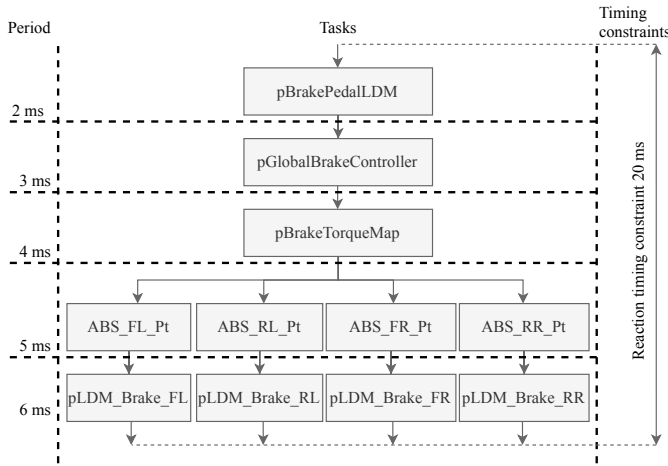 Period
Tasks
Timing
constraints
pBrakePedalLDM
2 ms
pGlobalBrakeController
3 ms
pBrakeTorqueMap
4 ms
Reaction timing constraint 20 ms
ABS_FL_Pt
ABS_RL_Pt
ABS_FR_Pt
ABS_RR_Pt
5 ms
pLDM_Brake_FL
pLDM_Brake_RL
pLDM_Brake_FR
pLDM_Brake_RR
6 ms